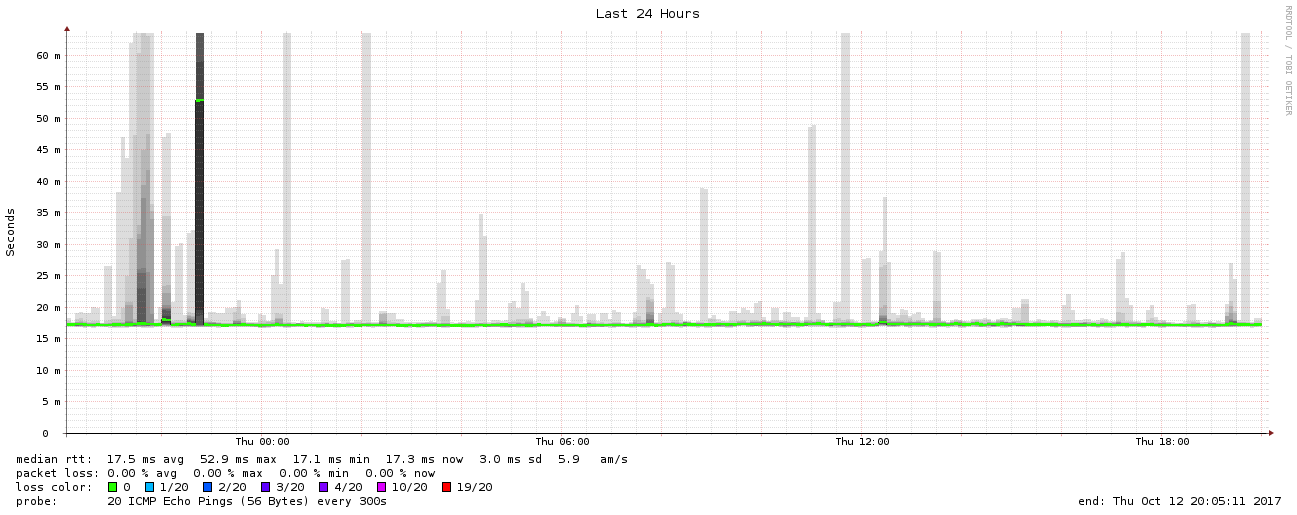 Last 24 Hours
RRDTOOL / TOBI OETIKER
Seconds
60 m
55 m
50 m
45 m
40 m
35 m
30 m
25 m
20 m
15 m
10 m
5 m
0
Thu 00:00 Thu 06:00 Thu 12:00 Thu 18:00
median rtt: 17.5 ms avg 52.9 ms max 17.1 ms min 17.3 ms now 3.0 ms sd 5.9 am/s
packet loss: 0.00 % avg 0.00 % max 0.00 % min 0.00 % now
loss color: 0 1/20 2/20 3/20 4/20 10/20 19/20
probe: 20 ICMP Echo Pings (56 Bytes) every 300s end: Thu Oct 12 20:05:11 2017